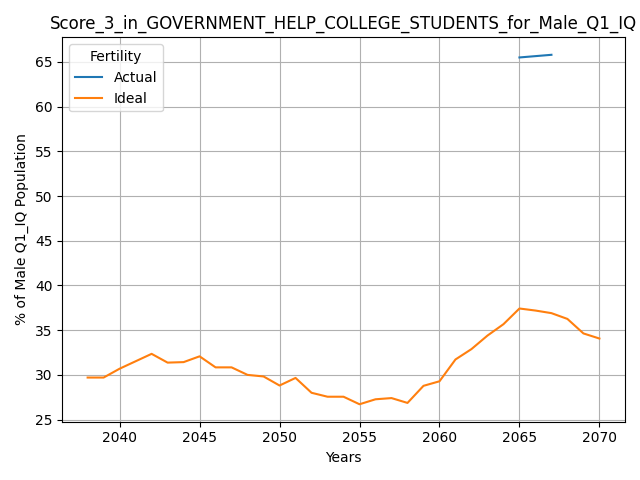 Score_3_in_GOVERNMENT_HELP_COLLEGE_STUDENTS_for_Male_Q1_IQ
Fertility
Actual
Ideal
65
60
55
50
45
40
35
30
25
% of Male Q1_IQ Population
2040 2045 2050 2055 2060 2065 2070
Years